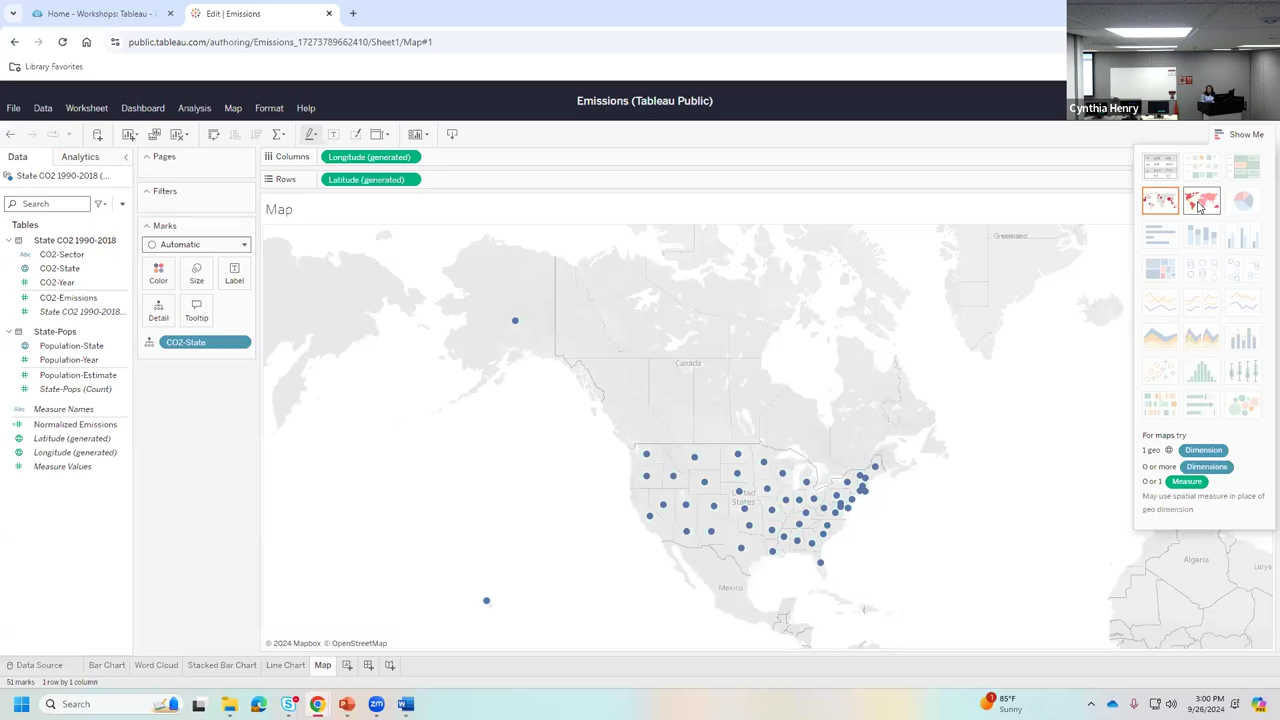 Home - Workshops: Tableau - C
Edit | Emissions
public.tableau.com/authoring/Emissions_17273789662410/Sheet1/Map#1
Library Favorites
Cynthia Henry
Emissions (Tableau Public)
File Data Worksheet Dashboard Analysis Map Format Help
Show Me
Data Analytics
Pages
Columns Longitude (generated)
State CO2 1990-2018 (...
Rows Latitude (generated)
Filters
Search
Map
Tables
Marks
State CO2 1990-2018
Automatic
Abc CO2-Sector
CO2-State
CO2-Year
Color Size Label
CO2-Emissions
State CO2 1990-2018...
Detail Tooltip
State-Pops
Population-State
CO2-State
Population-Year
Population-Estimate
State-Pops (Count)
Abc Measure Names
Normalized Emissions
Latitude (generated)
Longitude (generated)
Measure Values
Greenland
Canada
United
States
Mexico
Algeria
Libya
For maps try
1 geo Dimension
0 or more Dimensions
0 or 1 Measure
May use spatial measure in place of
geo dimension
© 2024 Mapbox © OpenStreetMap
Data Source Bar Chart Word Cloud Stacked Bar Chart Line Chart Map
51 marks 1 row by 1 column
Search
1
85°F
Sunny
3:00 PM
9/26/2024